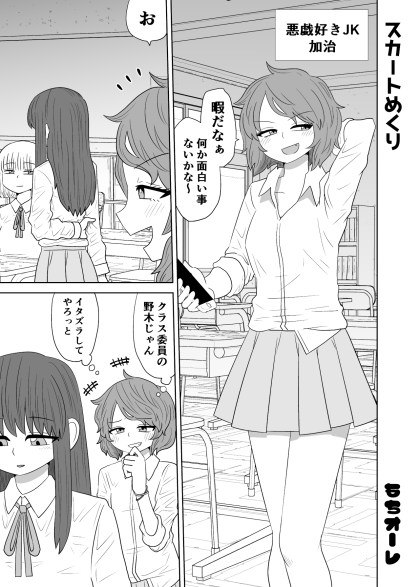 スカートめくり
もちオーレ
悪戯好きJK
加治
暇だなぁ
何か面白い事
ないかな～
お
クラス委員の
野木じゃん
イタズラして
やろっと